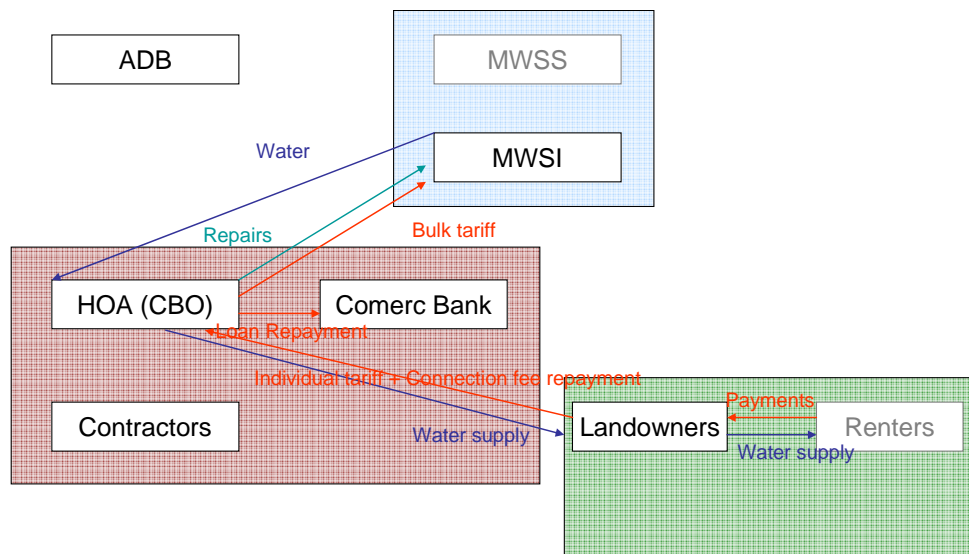 ADB
MWSS
Water
MWSI
Repairs
Bulk tariff
HOA (CBO)
Comerc Bank
Loan Repayment
Individual tariff + Connection fee repayment
Payments
Contractors
Landowners
Renters
Water supply
Water supply